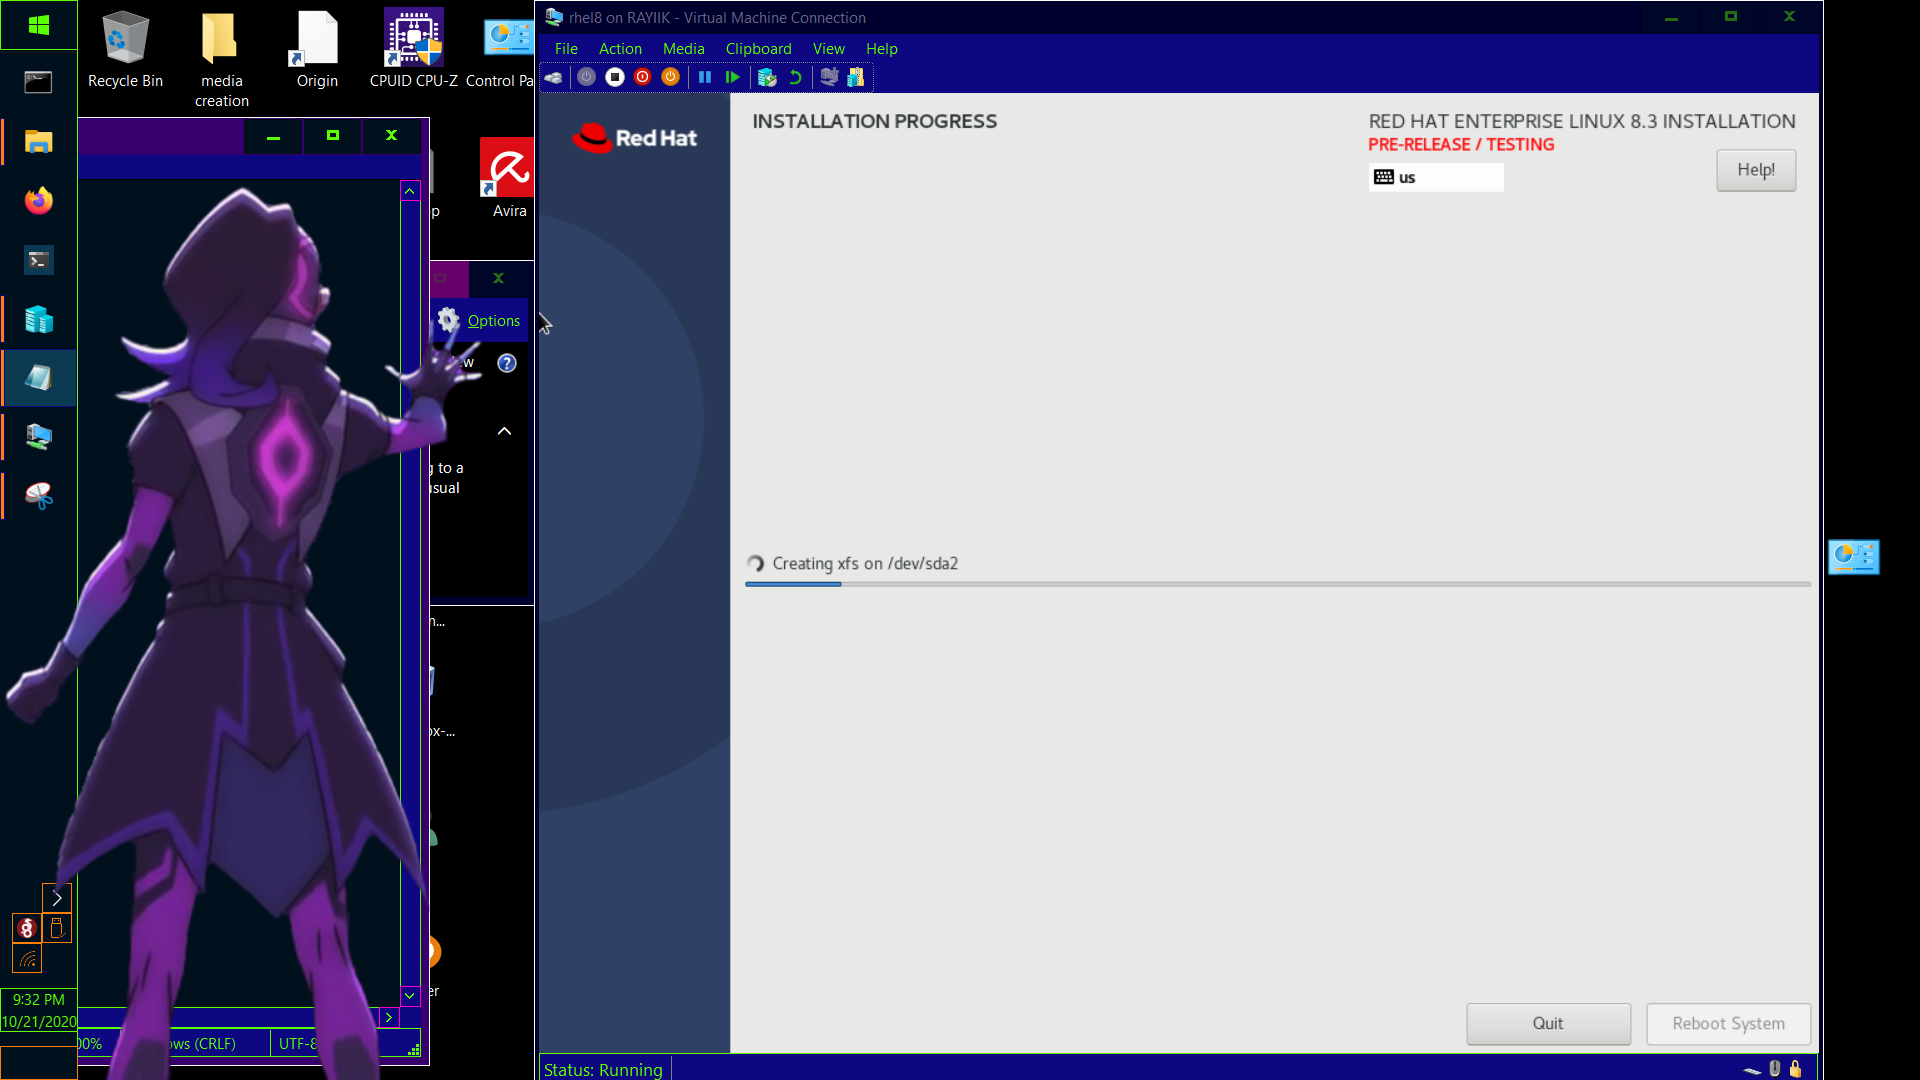 Recycle Bin
media
creation
Origin
CPUID CPU-Z
Control Pa
Avira
p
Options
w
g to a
usual
n...
ox-...
er
9:32 PM
10/21/2020
00%
ows (CRLF)
UTF-8
rhel8 on RAYIIK - Virtual Machine Connection
File Action Media Clipboard View Help
Red Hat
INSTALLATION PROGRESS
RED HAT ENTERPRISE LINUX 8.3 INSTALLATION
PRE-RELEASE / TESTING
us
Help!
Creating xfs on /dev/sda2
Quit
Reboot System
Status: Running